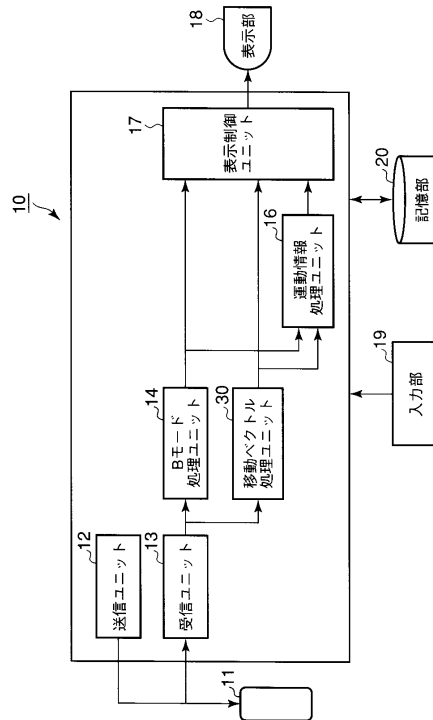 10
12
送信ユニット
13
受信ユニット
11
14
Bモード
処理ユニット
30
移動ベクトル
処理ユニット
16
運動情報
処理ユニット
17
表示制御
ユニット
18
表示部
19
入力部
20
記憶部